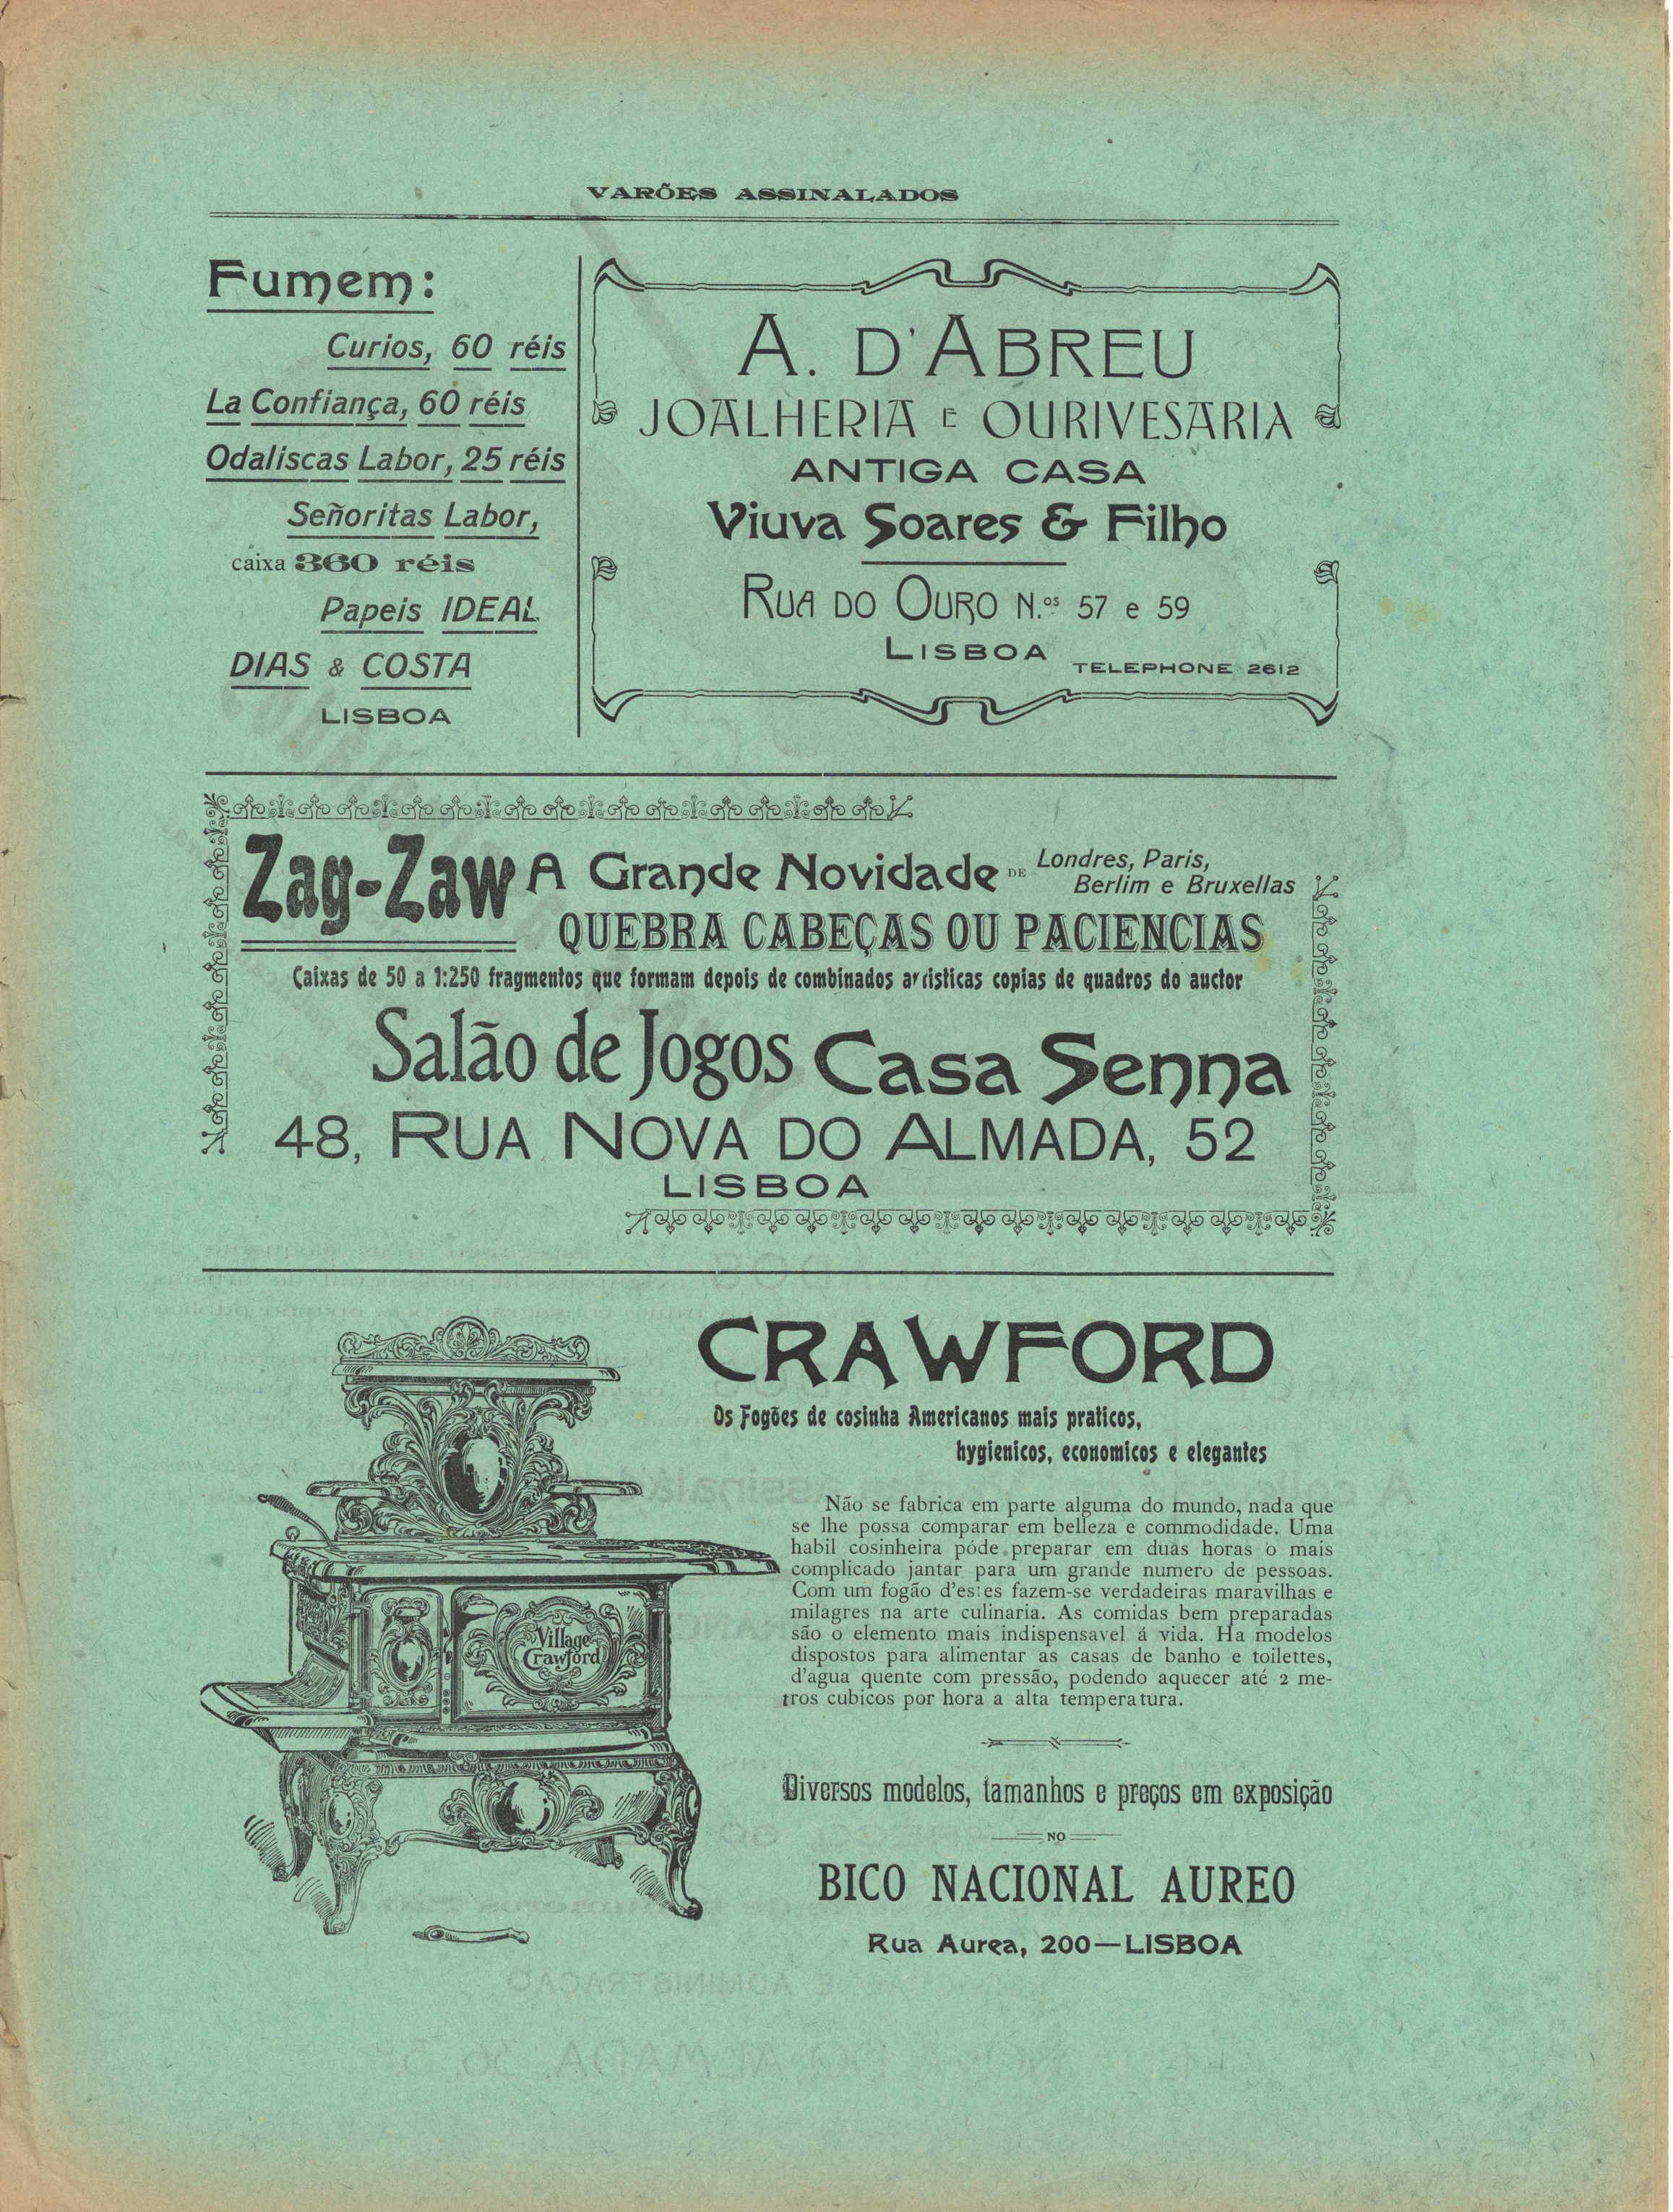 VARÕES ASSINALADOS
Fumem:
Curios, 60 réis
La Confiança, 60 réis
Odaliscas Labor, 25 réis
Señoritas Labor,
caixa 360 réis
Papeis IDEAL
DIAS & COSTA
LISBOA
A. D'ABREU
JOALHERIA E OURIVESARIA
ANTIGA CASA
Viuva Soares & Filho
RUA DO OURO N.os 57 e 59
LISBOA
TELEPHONE 2612
Zag-Zaw A Grande Novidade DE Londres, Paris,
Berlim e Bruxellas
QUEBRA CABEÇAS OU PACIENCIAS
Caixas de 50 a 1:250 fragmentos que formam depois de combinados artisticas copias de quadros do auctor
Salão de Jogos Casa Senna
48, RUA NOVA DO ALMADA, 52
LISBOA
CRAWFORD
Os Fogões de cosinha Americanos mais praticos,
hygienicos, economicos e elegantes
Não se fabrica em parte alguma do mundo, nada que
se lhe possa comparar em belleza e commodidade. Uma
habil cosinheira póde preparar em duas horas o mais
complicado jantar para um grande numero de pessoas.
Com um fogão d'estes fazem-se verdadeiras maravilhas e
milagres na arte culinaria. As comidas bem preparadas
são o elemento mais indispensavel á vida. Ha modelos
dispostos para alimentar as casas de banho e toilettes,
d'agua quente com pressão, podendo aquecer até 2 me-
tros cubicos por hora a alta temperatura.
Village
Crawford
Diversos modelos, tamanhos e preços em exposição
NO
BICO NACIONAL AUREO
Rua Aurea, 200—LISBOA